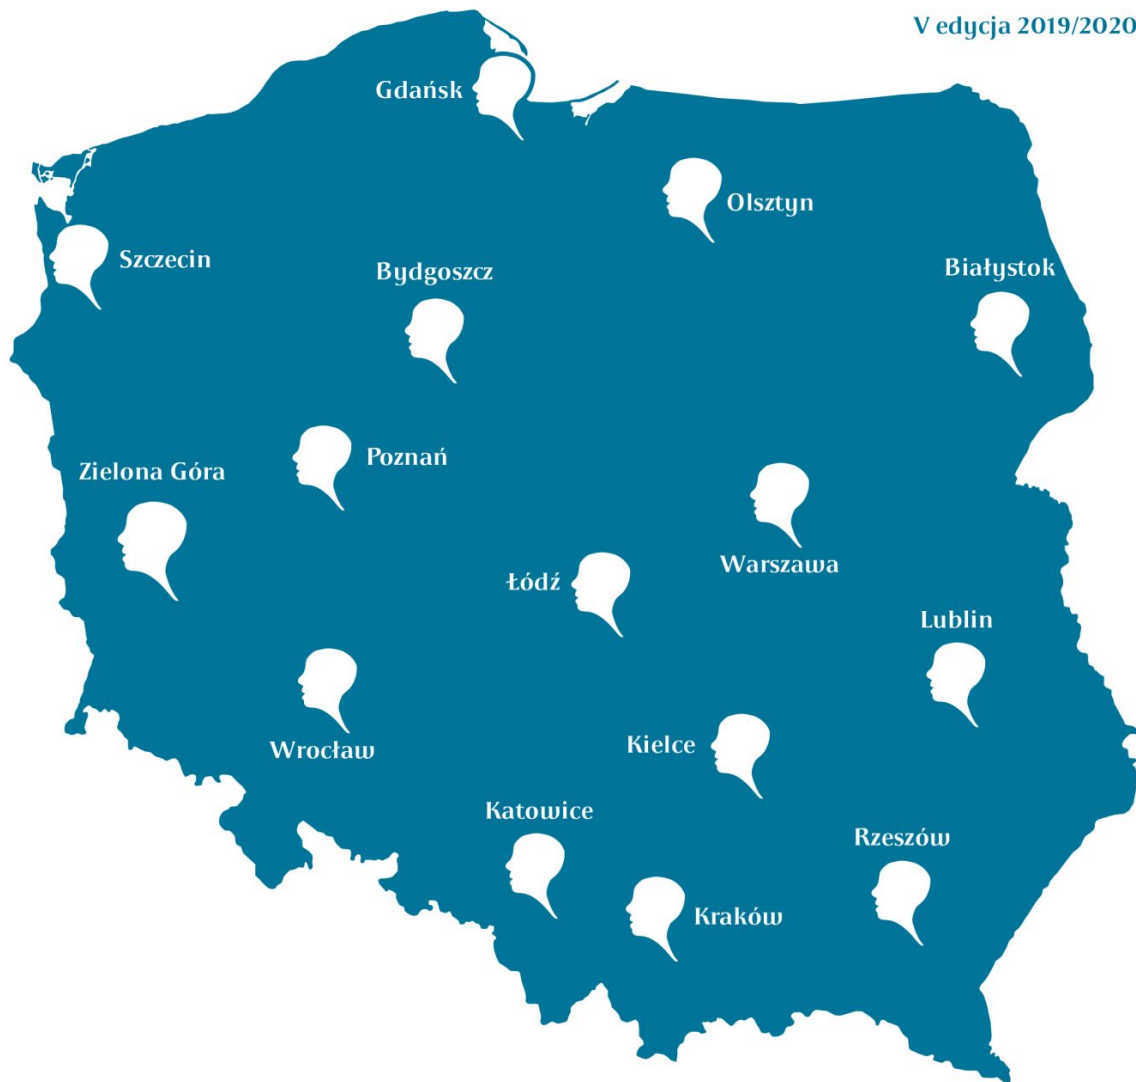 V edycja 2019/2020
Gdańsk
Olsztyn
Szczecin
Bydgoszcz
Białystok
Poznań
Zielona Góra
Warszawa
Łódź
Lublin
Wrocław
Kielce
Katowice
Rzeszów
Kraków